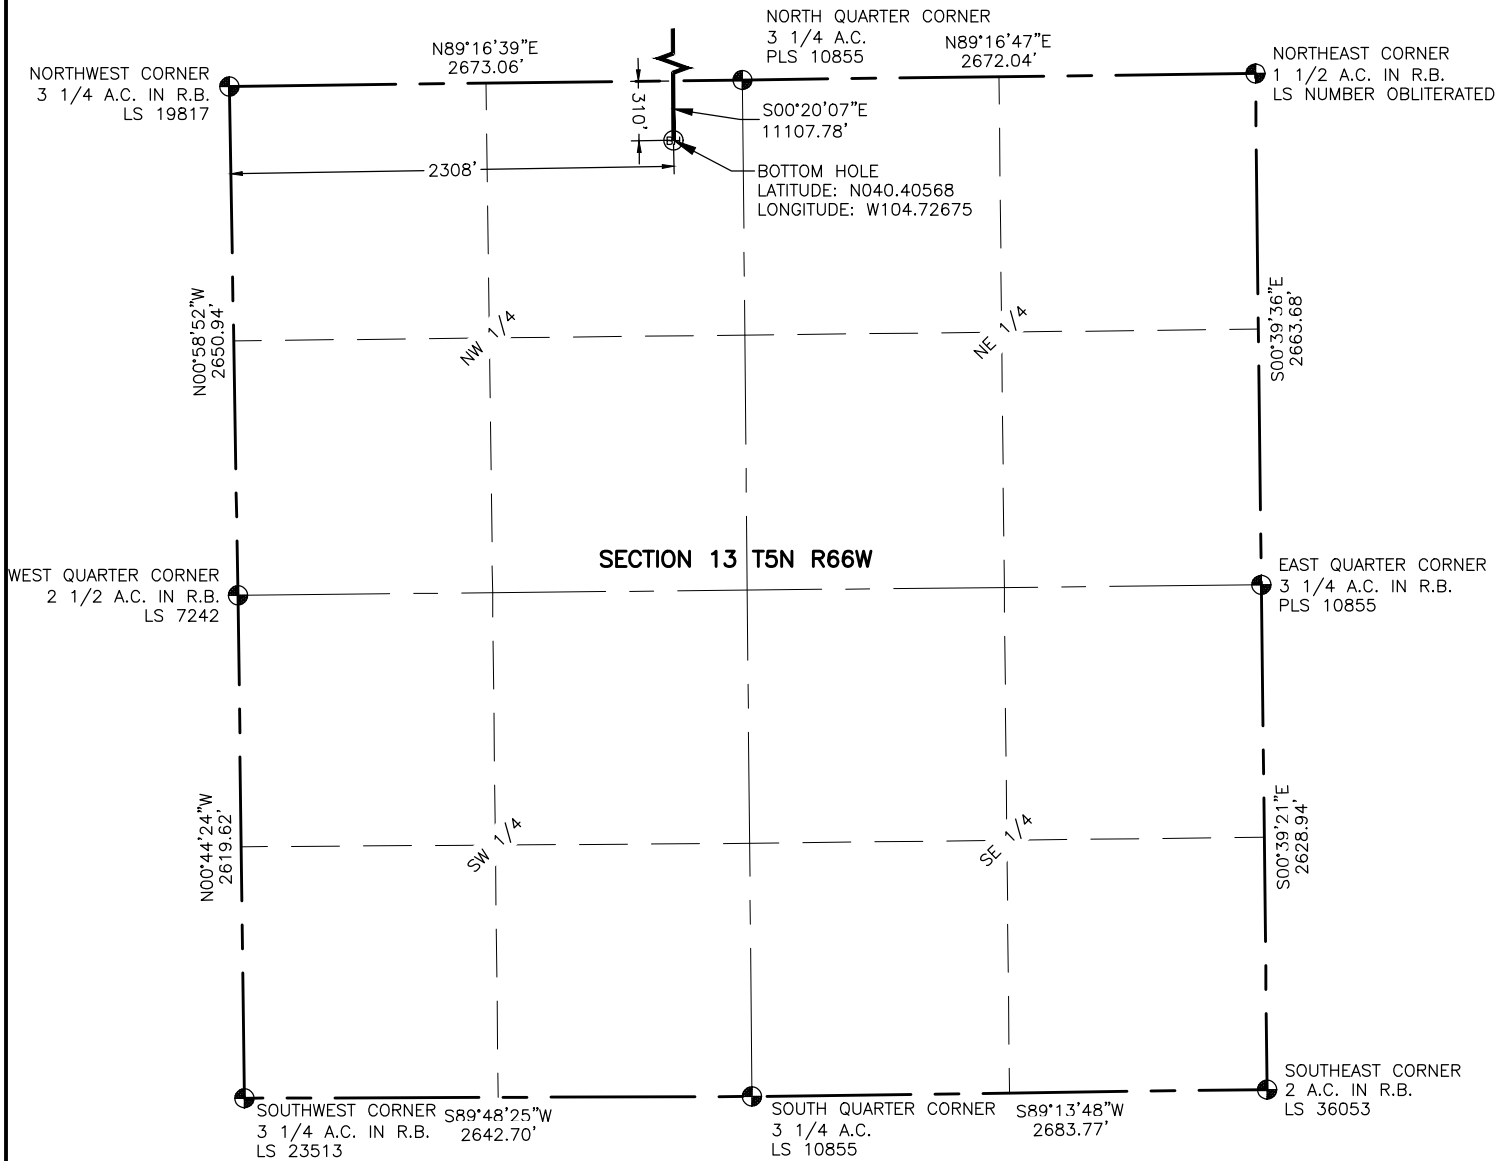 NORTH QUARTER CORNER
3 1/4 A.C.
PLS 10855
N89°16'39"E
2673.06'
N89°16'47"E
2672.04'
NORTHWEST CORNER
3 1/4 A.C. IN R.B.
LS 19817
NORTHEAST CORNER
1 1/2 A.C. IN R.B.
LS NUMBER OBLITERATED
310'
S00°20'07"E
11107.78'
BH
2308'
BOTTOM HOLE
LATITUDE: N040.40568
LONGITUDE: W104.72675
N00°58'52"W
2650.94'
NW 1/4
NE 1/4
S00°39'36"E
2663.68'
SECTION 13 T5N R66W
WEST QUARTER CORNER
2 1/2 A.C. IN R.B.
LS 7242
EAST QUARTER CORNER
3 1/4 A.C. IN R.B.
PLS 10855
N00°44'24"W
2619.62'
SW 1/4
SE 1/4
S00°39'21"E
2628.94'
SOUTHWEST CORNER
3 1/4 A.C. IN R.B.
LS 23513
S89°48'25"W
2642.70'
SOUTH QUARTER CORNER
3 1/4 A.C.
LS 10855
S89°13'48"W
2683.77'
SOUTHEAST CORNER
2 A.C. IN R.B.
LS 36053